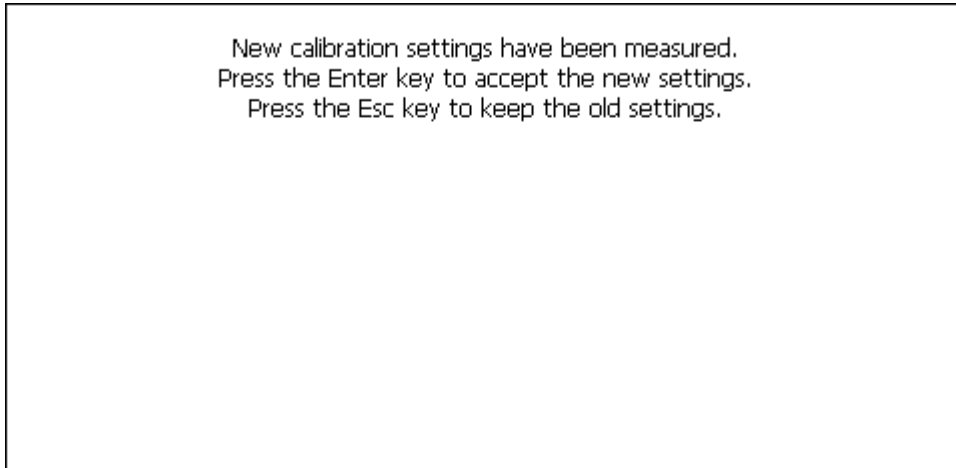 New calibration settings have been measured.
Press the Enter key to accept the new settings.
Press the Esc key to keep the old settings.